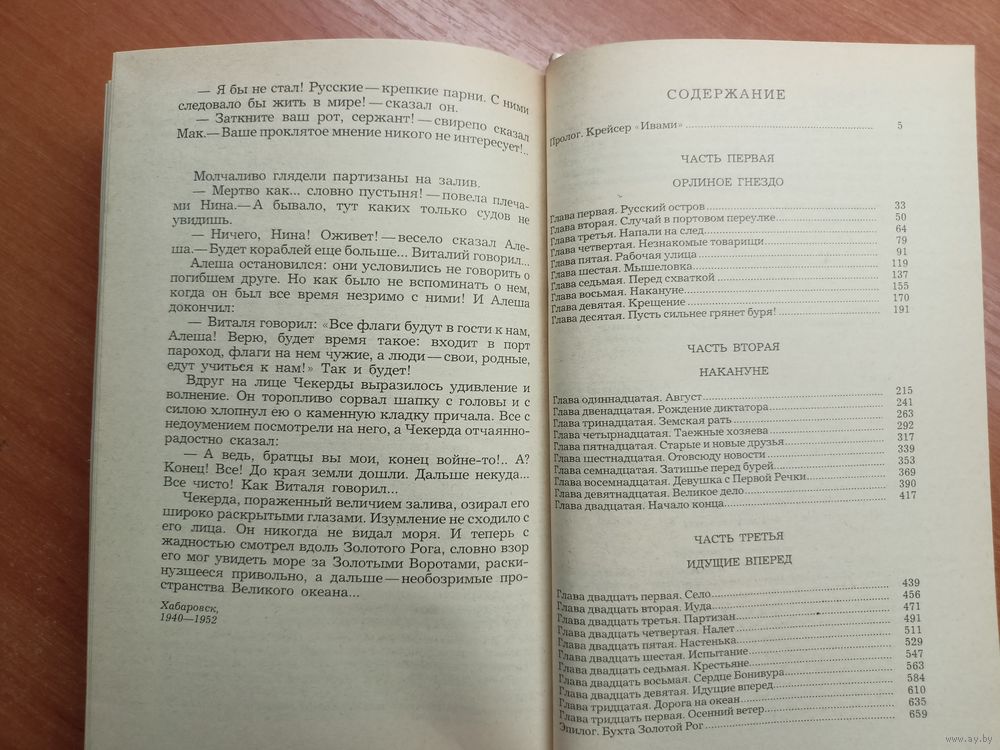 — Я бы не стал! Русские — крепкие парни. С ними
следовало бы жить в мире! — сказал он.
— Заткните ваш рот, сержант! — свирепо сказал
Мак. — Ваше проклятое мнение никого не интересует!..
Молчаливо глядели партизаны на залив.
— Мертво как... словно пустыня! — повела плеча-
ми Нина. — А бывало, тут каких только судов не
увидишь.
— Ничего, Нина! Оживет! — весело сказал Але-
ша. — Будет кораблей еще больше... Виталий говорил...
Алеша остановился: они условились не говорить о
погибшем друге. Но как было не вспоминать о нем,
когда он был все время незримо с ними! И Алеша
докончил:
— Виталя говорил: «Все флаги будут в гости к нам,
Алеша! Верю, будет время такое: входит в порт
пароход, флаги на нем чужие, а люди — свои, родные,
едут учиться к нам!» Так и будет!
Вдруг на лице Чекерды выразилось удивление и
волнение. Он торопливо сорвал шапку с головы и с
силою хлопнул ею о каменную кладку причала. Все с
недоумением посмотрели на него, а Чекерда отчаянно-
радостно сказал:
— А ведь, братцы вы мои, конец войне-то!.. А?
Конец! Все! До края земли дошли. Дальше некуда...
Все чисто! Как Виталя говорил...
Чекерда, пораженный величием залива, озирал его
широко раскрытыми глазами. Изумление не сходило с
его лица. Он никогда не видал моря. И теперь с
жадностью смотрел вдоль Золотого Рога, словно взор
его мог увидеть море за Золотыми Воротами, раски-
нувшееся привольно, а дальше — необозримые про-
странства Великого океана...
Хабаровск,
1940—1952
СОДЕРЖАНИЕ
Пролог. Крейсер «Ивами» 5
ЧАСТЬ ПЕРВАЯ
ОРЛИНОЕ ГНЕЗДО
Глава первая. Русский остров 33
Глава вторая. Случай в портовом переулке 50
Глава третья. Напали на след 64
Глава четвертая. Незнакомые товарищи 79
Глава пятая. Рабочая улица 91
Глава шестая. Мышеловка 119
Глава седьмая. Перед схваткой 137
Глава восьмая. Накануне 155
Глава девятая. Крещение 170
Глава десятая. Пусть сильнее грянет буря! 191
ЧАСТЬ ВТОРАЯ
НАКАНУНЕ
Глава одиннадцатая. Август 215
Глава двенадцатая. Рождение диктатора 241
Глава тринадцатая. Земская рать 263
Глава четырнадцатая. Таежные хозяева 292
Глава пятнадцатая. Старые и новые друзья 317
Глава шестнадцатая. Отовсюду новости 339
Глава семнадцатая. Затишье перед бурей 353
Глава восемнадцатая. Девушка с Первой Речки 369
Глава девятнадцатая. Великое дело 390
Глава двадцатая. Начало конца 417
ЧАСТЬ ТРЕТЬЯ
ИДУЩИЕ ВПЕРЕД
Глава двадцать первая. Село 439
Глава двадцать вторая. Иуда 456
Глава двадцать третья. Партизан 471
Глава двадцать четвертая. Налет 491
Глава двадцать пятая. Настенька 511
Глава двадцать шестая. Испытание 529
Глава двадцать седьмая. Крестьяне 547
Глава двадцать восьмая. Сердце Бонивура 563
Глава двадцать девятая. Идущие вперед 584
Глава тридцатая. Дорога на океан 610
Глава тридцать первая. Осенний ветер 635
Эпилог. Бухта Золотой Рог 659
www.ay.by